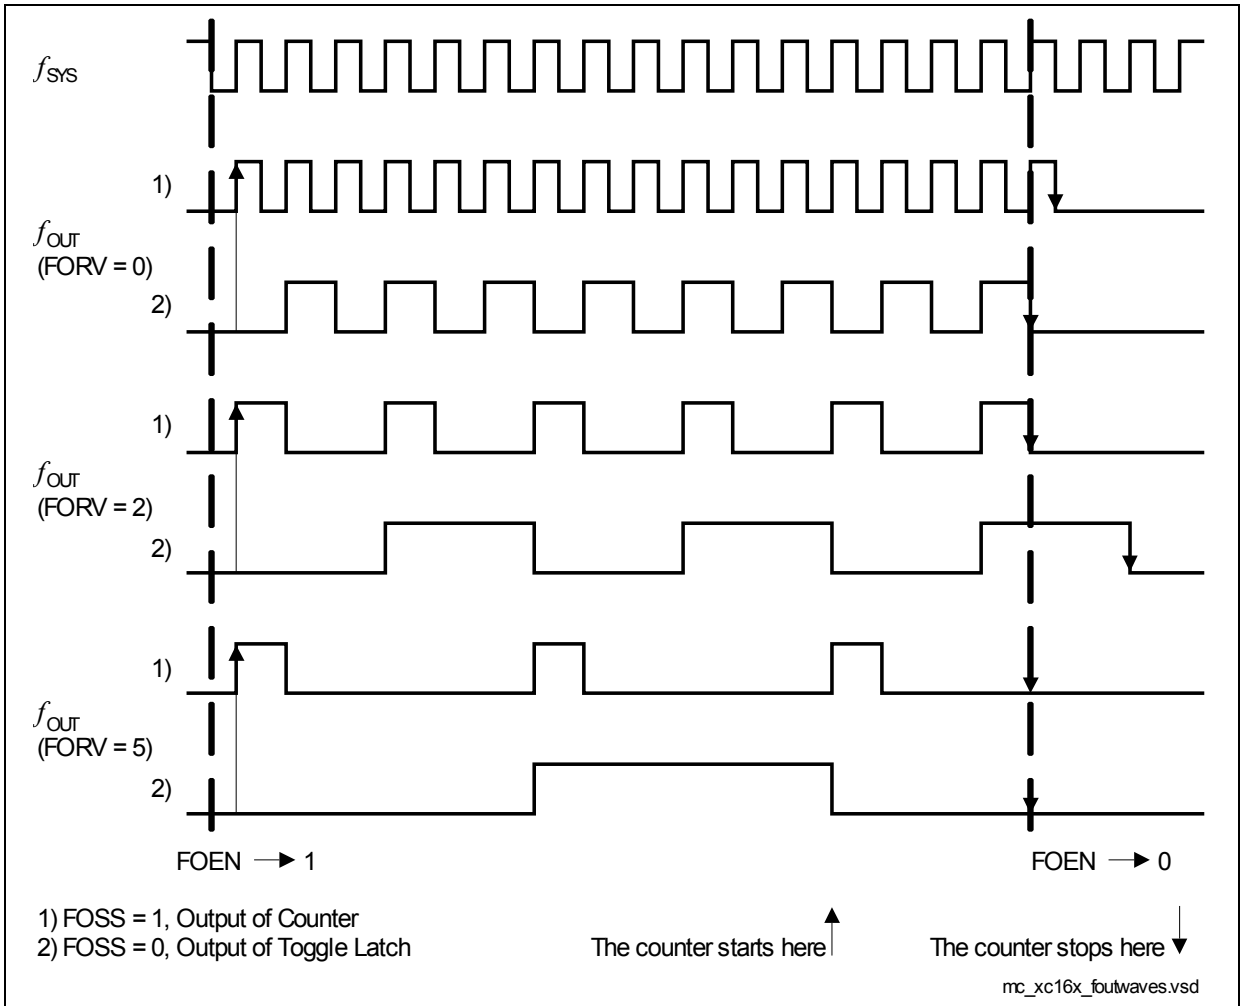 fSYS
1)
fOUT
(FORV = 0)
2)
1)
fOUT
(FORV = 2)
2)
1)
fOUT
(FORV = 5)
2)
FOEN → 1
FOEN → 0
1) FOSS = 1, Output of Counter
2) FOSS = 0, Output of Toggle Latch
The counter starts here
The counter stops here
mc_xc16x_foutwaves.vsd